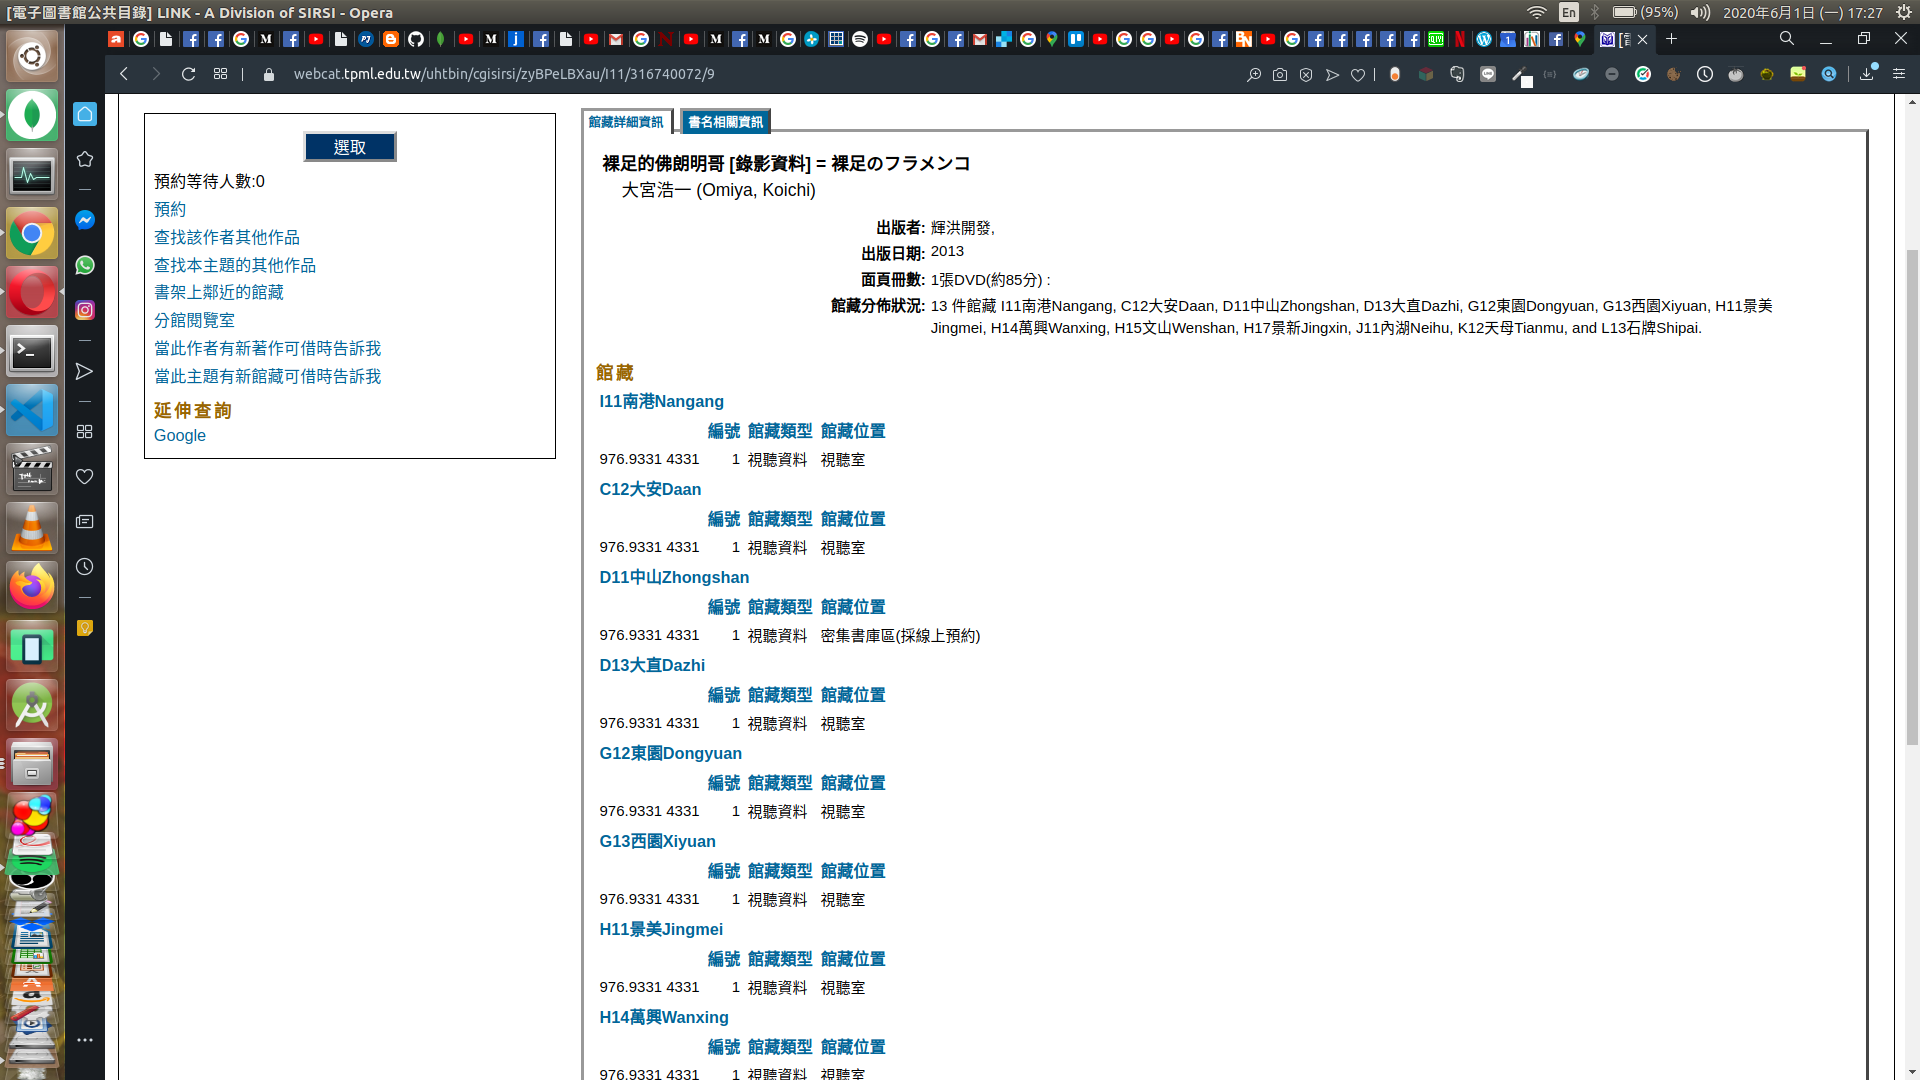 [電子圖書館公共目錄] LINK - A Division of SIRSI - Opera
En
(95%)
2020年6月1日 (一) 17:27
webcat.tpml.edu.tw/uhtbin/cgisirsi/zyBPeLBXau/I11/316740072/9
選取
預約等待人數:0
預約
查找該作者其他作品
查找本主題的其他作品
書架上鄰近的館藏
分館閱覽室
當此作者有新著作可借時告訴我
當此主題有新館藏可借時告訴我
延伸查詢
Google
館藏詳細資訊 書名相關資訊
裸足的佛朗明哥 [錄影資料] = 裸足のフラメンコ
大宮浩一 (Omiya, Koichi)
出版者: 輝洪開發,
出版日期: 2013
面頁冊數: 1張DVD(約85分) :
館藏分佈狀況: 13 件館藏 I11南港Nangang, C12大安Daan, D11中山Zhongshan, D13大直Dazhi, G12東園Dongyuan, G13西園Xiyuan, H11景美
Jingmei, H14萬興Wanxing, H15文山Wenshan, H17景新Jingxin, J11內湖Neihu, K12天母Tianmu, and L13石牌Shipai.
館藏
I11南港Nangang
編號 館藏類型 館藏位置
976.9331 4331 1 視聽資料 視聽室
C12大安Daan
編號 館藏類型 館藏位置
976.9331 4331 1 視聽資料 視聽室
D11中山Zhongshan
編號 館藏類型 館藏位置
976.9331 4331 1 視聽資料 密集書庫區(採線上預約)
D13大直Dazhi
編號 館藏類型 館藏位置
976.9331 4331 1 視聽資料 視聽室
G12東園Dongyuan
編號 館藏類型 館藏位置
976.9331 4331 1 視聽資料 視聽室
G13西園Xiyuan
編號 館藏類型 館藏位置
976.9331 4331 1 視聽資料 視聽室
H11景美Jingmei
編號 館藏類型 館藏位置
976.9331 4331 1 視聽資料 視聽室
H14萬興Wanxing
編號 館藏類型 館藏位置
976.9331 4331 1 視聽資料 視聽室